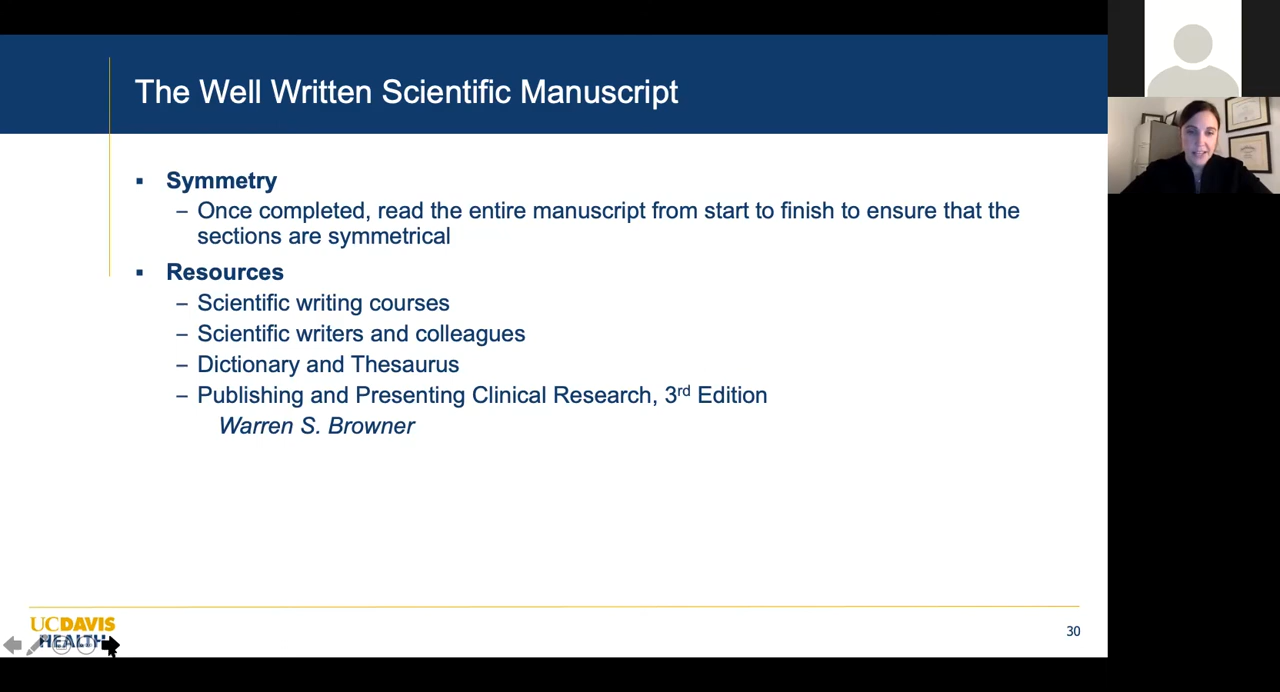 The Well Written Scientific Manuscript
▪ Symmetry
– Once completed, read the entire manuscript from start to finish to ensure that the
sections are symmetrical
▪ Resources
– Scientific writing courses
– Scientific writers and colleagues
– Dictionary and Thesaurus
– Publishing and Presenting Clinical Research, 3rd Edition
Warren S. Browner
UCDAVIS
HEALTH
30